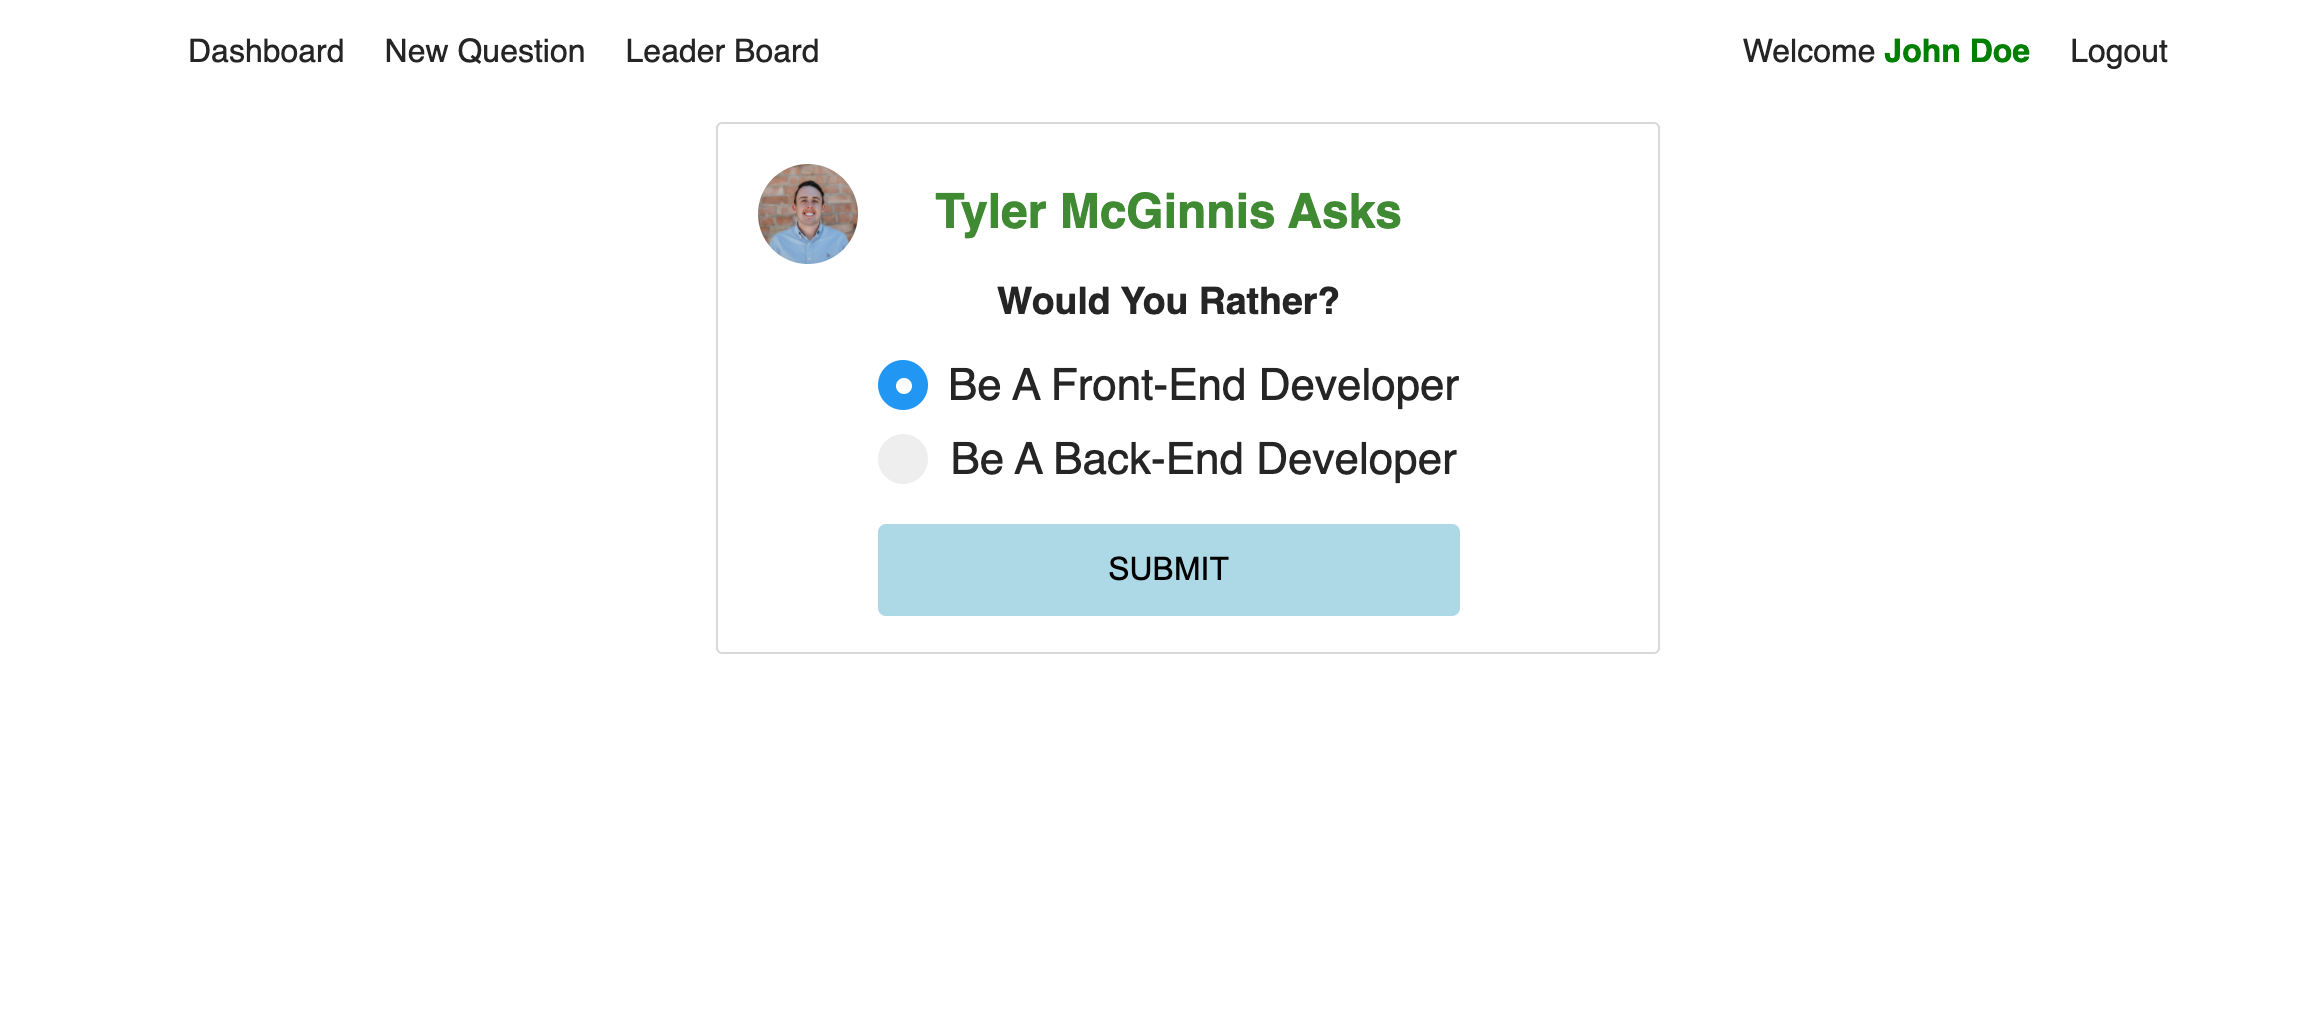 Dashboard New Question Leader Board Welcome John Doe Logout
Tyler McGinnis Asks
Would You Rather?
Be A Front-End Developer
Be A Back-End Developer
SUBMIT